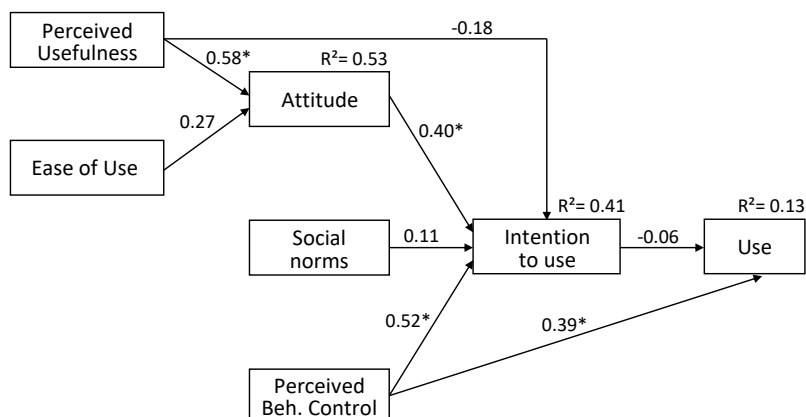 Perceived
Usefulness
-0.18
0.58*
R²= 0.53
Attitude
0.27
0.40*
Ease of Use
R²= 0.41
R²= 0.13
Social
norms
0.11
Intention
to use
-0.06
Use
0.52*
0.39*
Perceived
Beh. Control